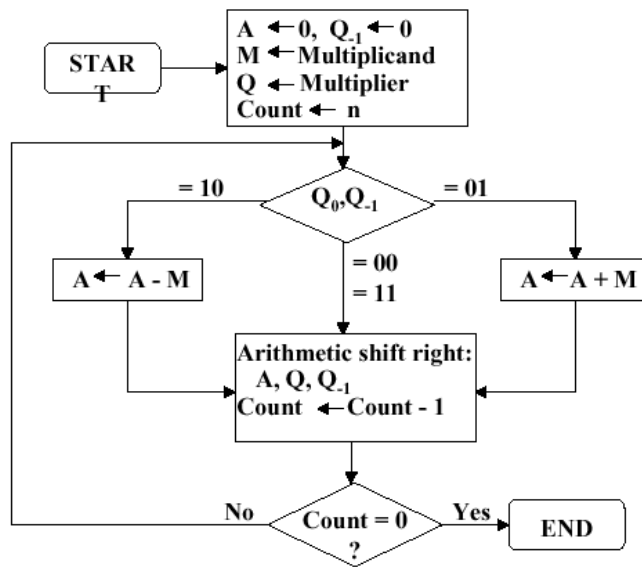 STAR
T
A ← 0, Q₋₁ ← 0
M ← Multiplicand
Q ← Multiplier
Count ← n
= 10
Q₀,Q₋₁
= 01
A ← A - M
= 00
= 11
A ← A + M
Arithmetic shift right:
A, Q, Q₋₁
Count ← Count - 1
No
Count = 0
?
Yes
END